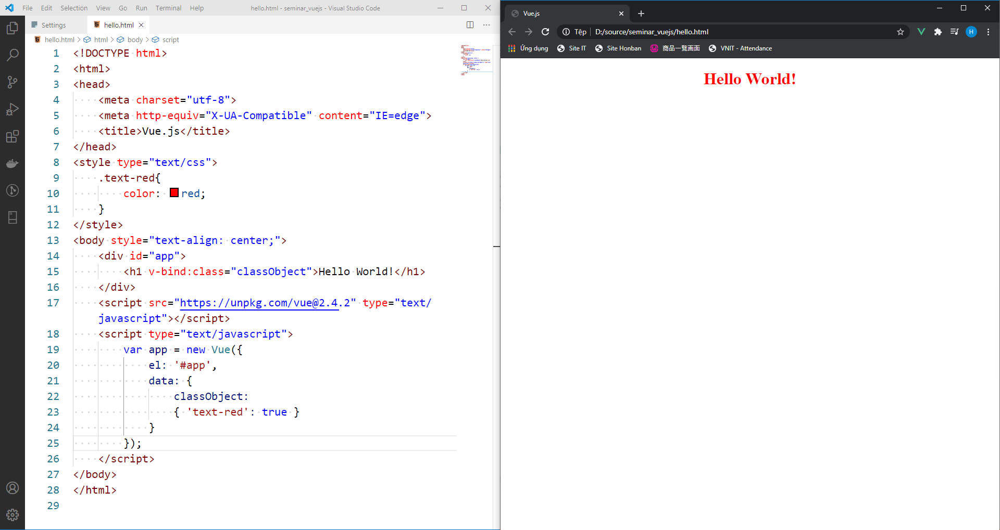 File Edit Selection View Go Run Terminal Help hello.html - seminar_vuejs - Visual Studio Code
Settings hello.html
hello.html > html > body > script
1 <!DOCTYPE html>
2 <html>
3 <head>
4 <meta charset="utf-8">
5 <meta http-equiv="X-UA-Compatible" content="IE=edge">
6 <title>Vue.js</title>
7 </head>
8 <style type="text/css">
9 .text-red{
10 color: red;
11 }
12 </style>
13 <body style="text-align: center;">
14 <div id="app">
15 <h1 v-bind:class="classObject">Hello World!</h1>
16 </div>
17 <script src="https://unpkg.com/vue@2.4.2" type="text/
javascript"></script>
18 <script type="text/javascript">
19 var app = new Vue({
20 el: '#app',
21 data: {
22 classObject:
23 { 'text-red': true }
24 }
25 });
26 </script>
27 </body>
28 </html>
29
Vue.js
Tệp D:/source/seminar_vuejs/hello.html H
Ứng dụng Site IT Site Honban 商品一覧画面 VNIT - Attendance
Hello World!